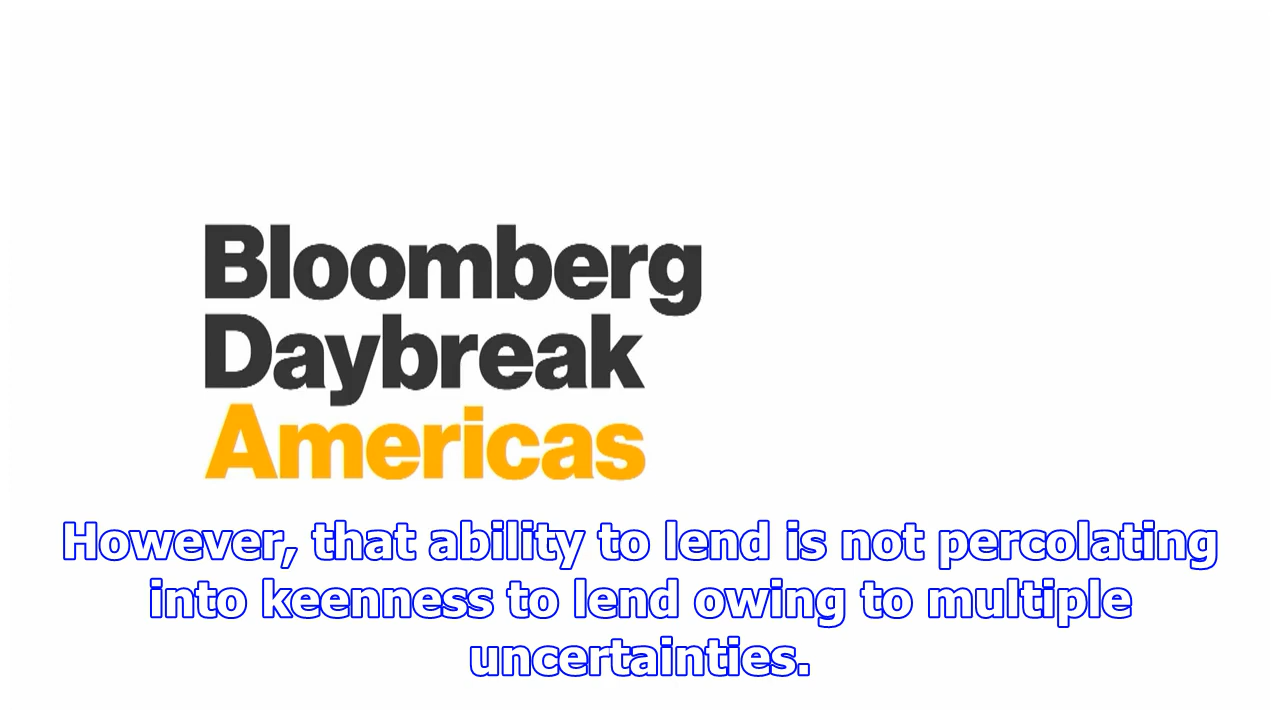 Bloomberg
Daybreak
Americas
However, that ability to lend is not percolating
into keenness to lend owing to multiple
uncertainties.